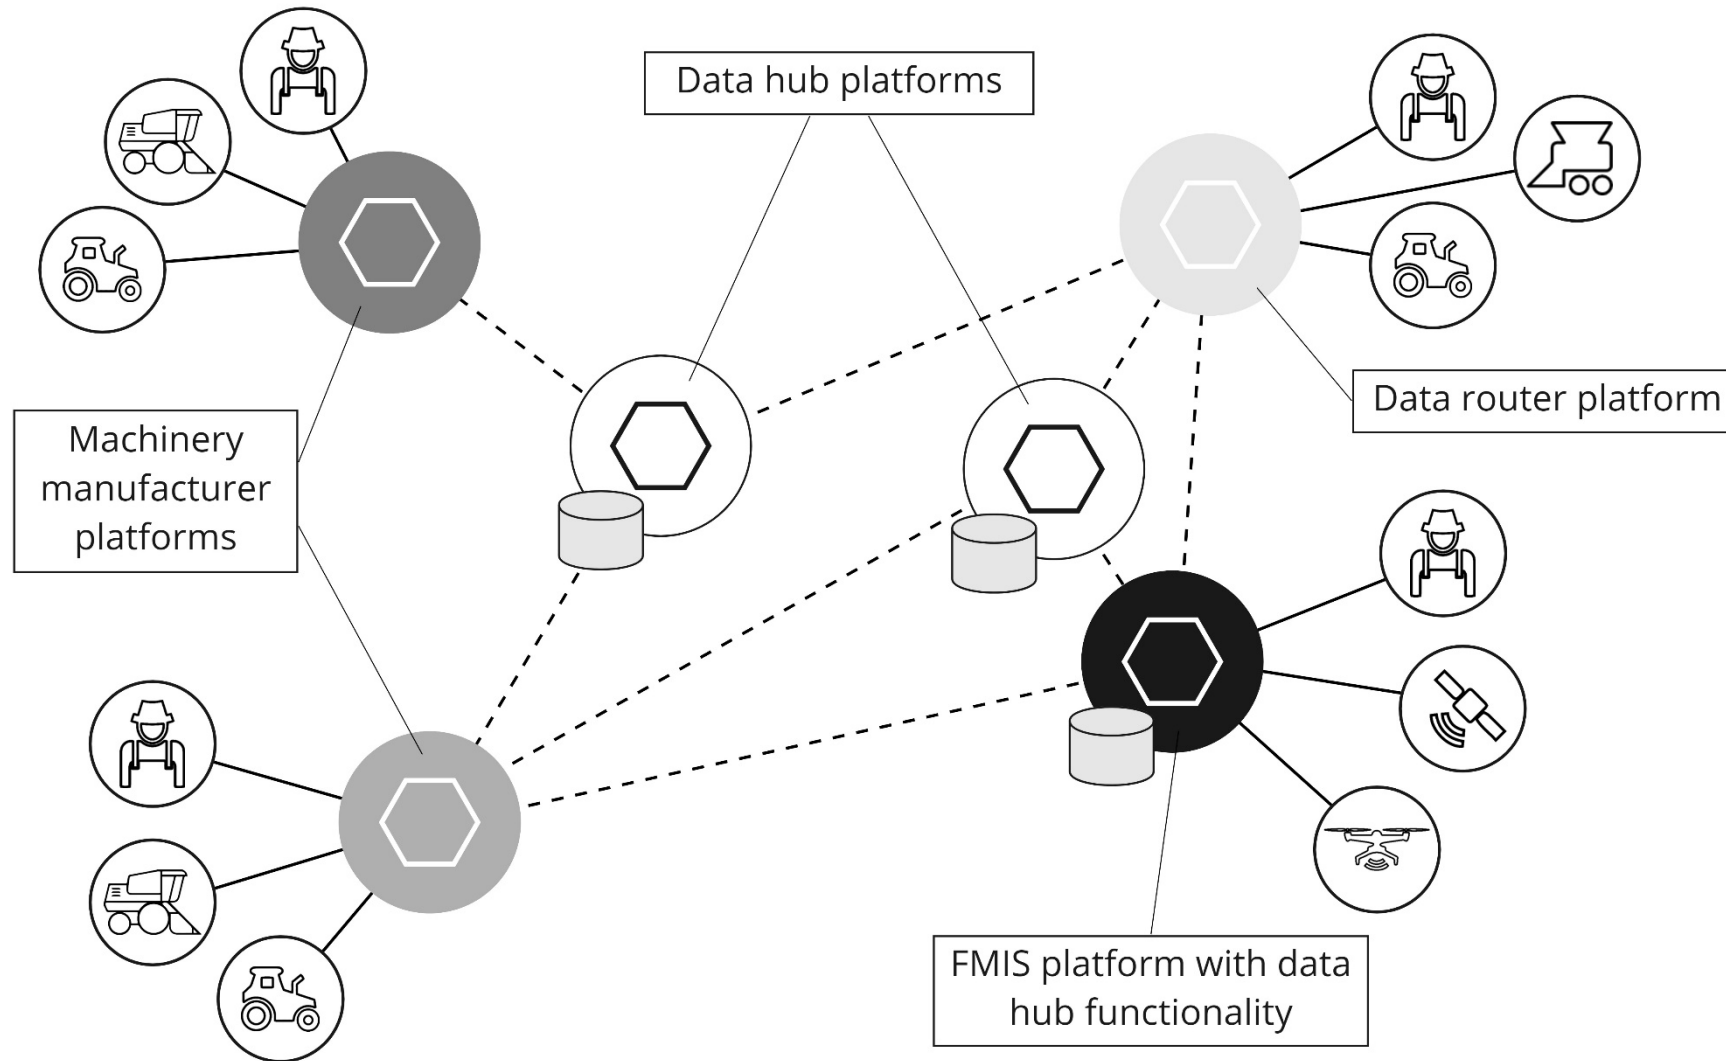 Data hub platforms
Data router platform
Machinery
manufacturer
platforms
FMIS platform with data
hub functionality